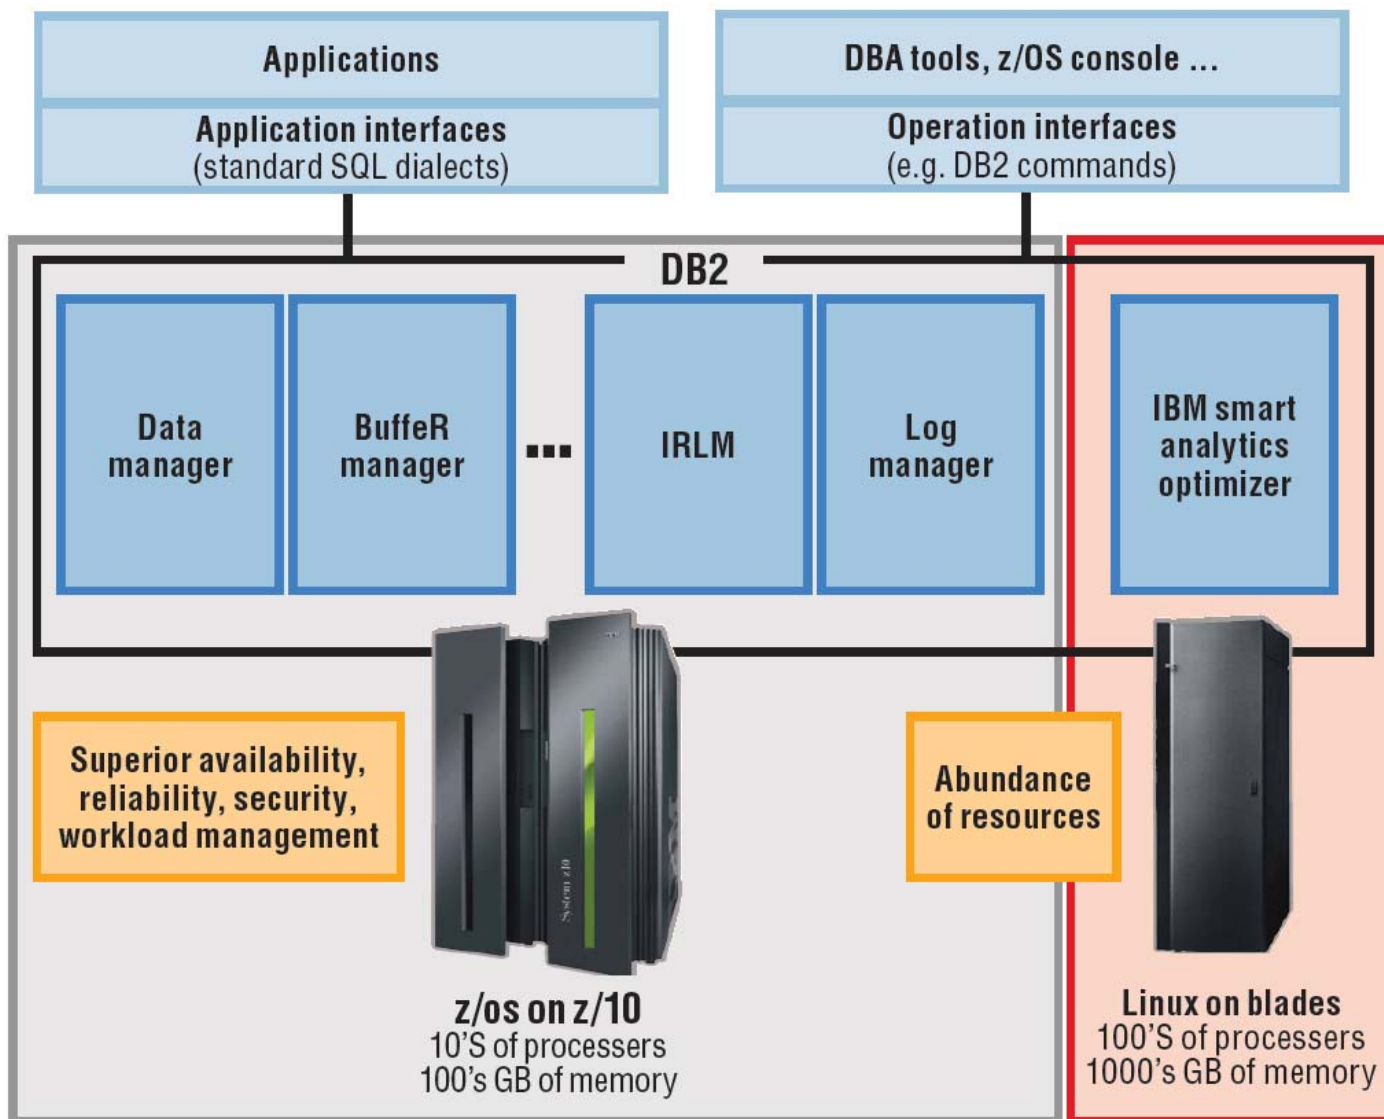 Applications
Application interfaces
(standard SQL dialects)
DBA tools, z/OS console ...
Operation interfaces
(e.g. DB2 commands)
DB2
Data
manager
BuffeR
manager
...
IRLM
Log
manager
IBM smart
analytics
optimizer
Superior availability,
reliability, security,
workload management
System z10
Abundance
of resources
z/os on z/10
10'S of processers
100's GB of memory
Linux on blades
100'S of processers
1000's GB of memory